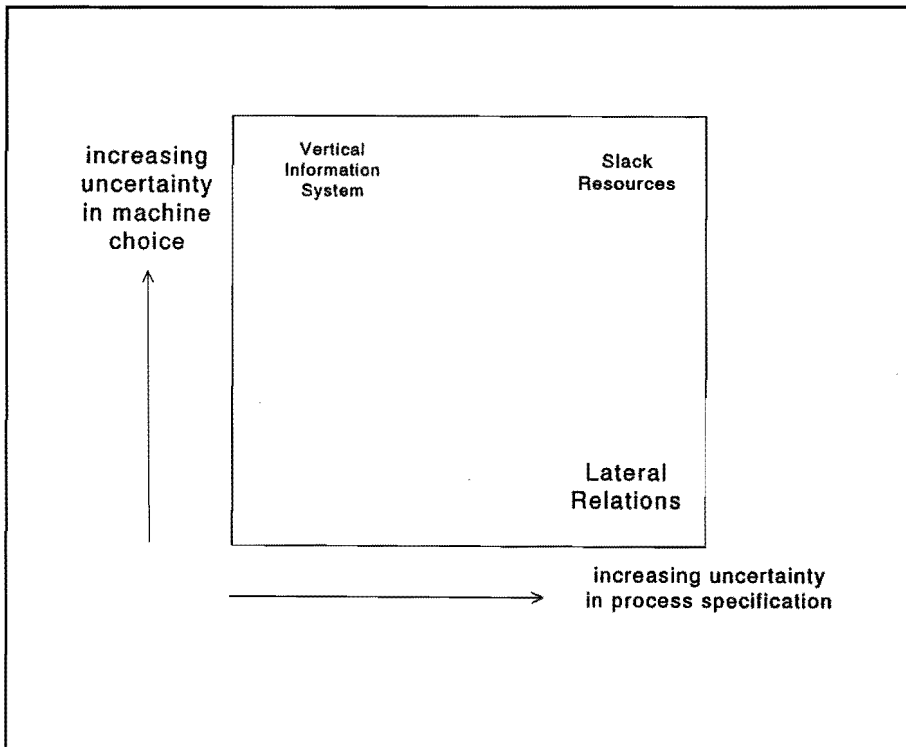 increasing
uncertainty
in machine
choice
Vertical
Information
System
Slack
Resources
Lateral
Relations
increasing uncertainty
in process specification